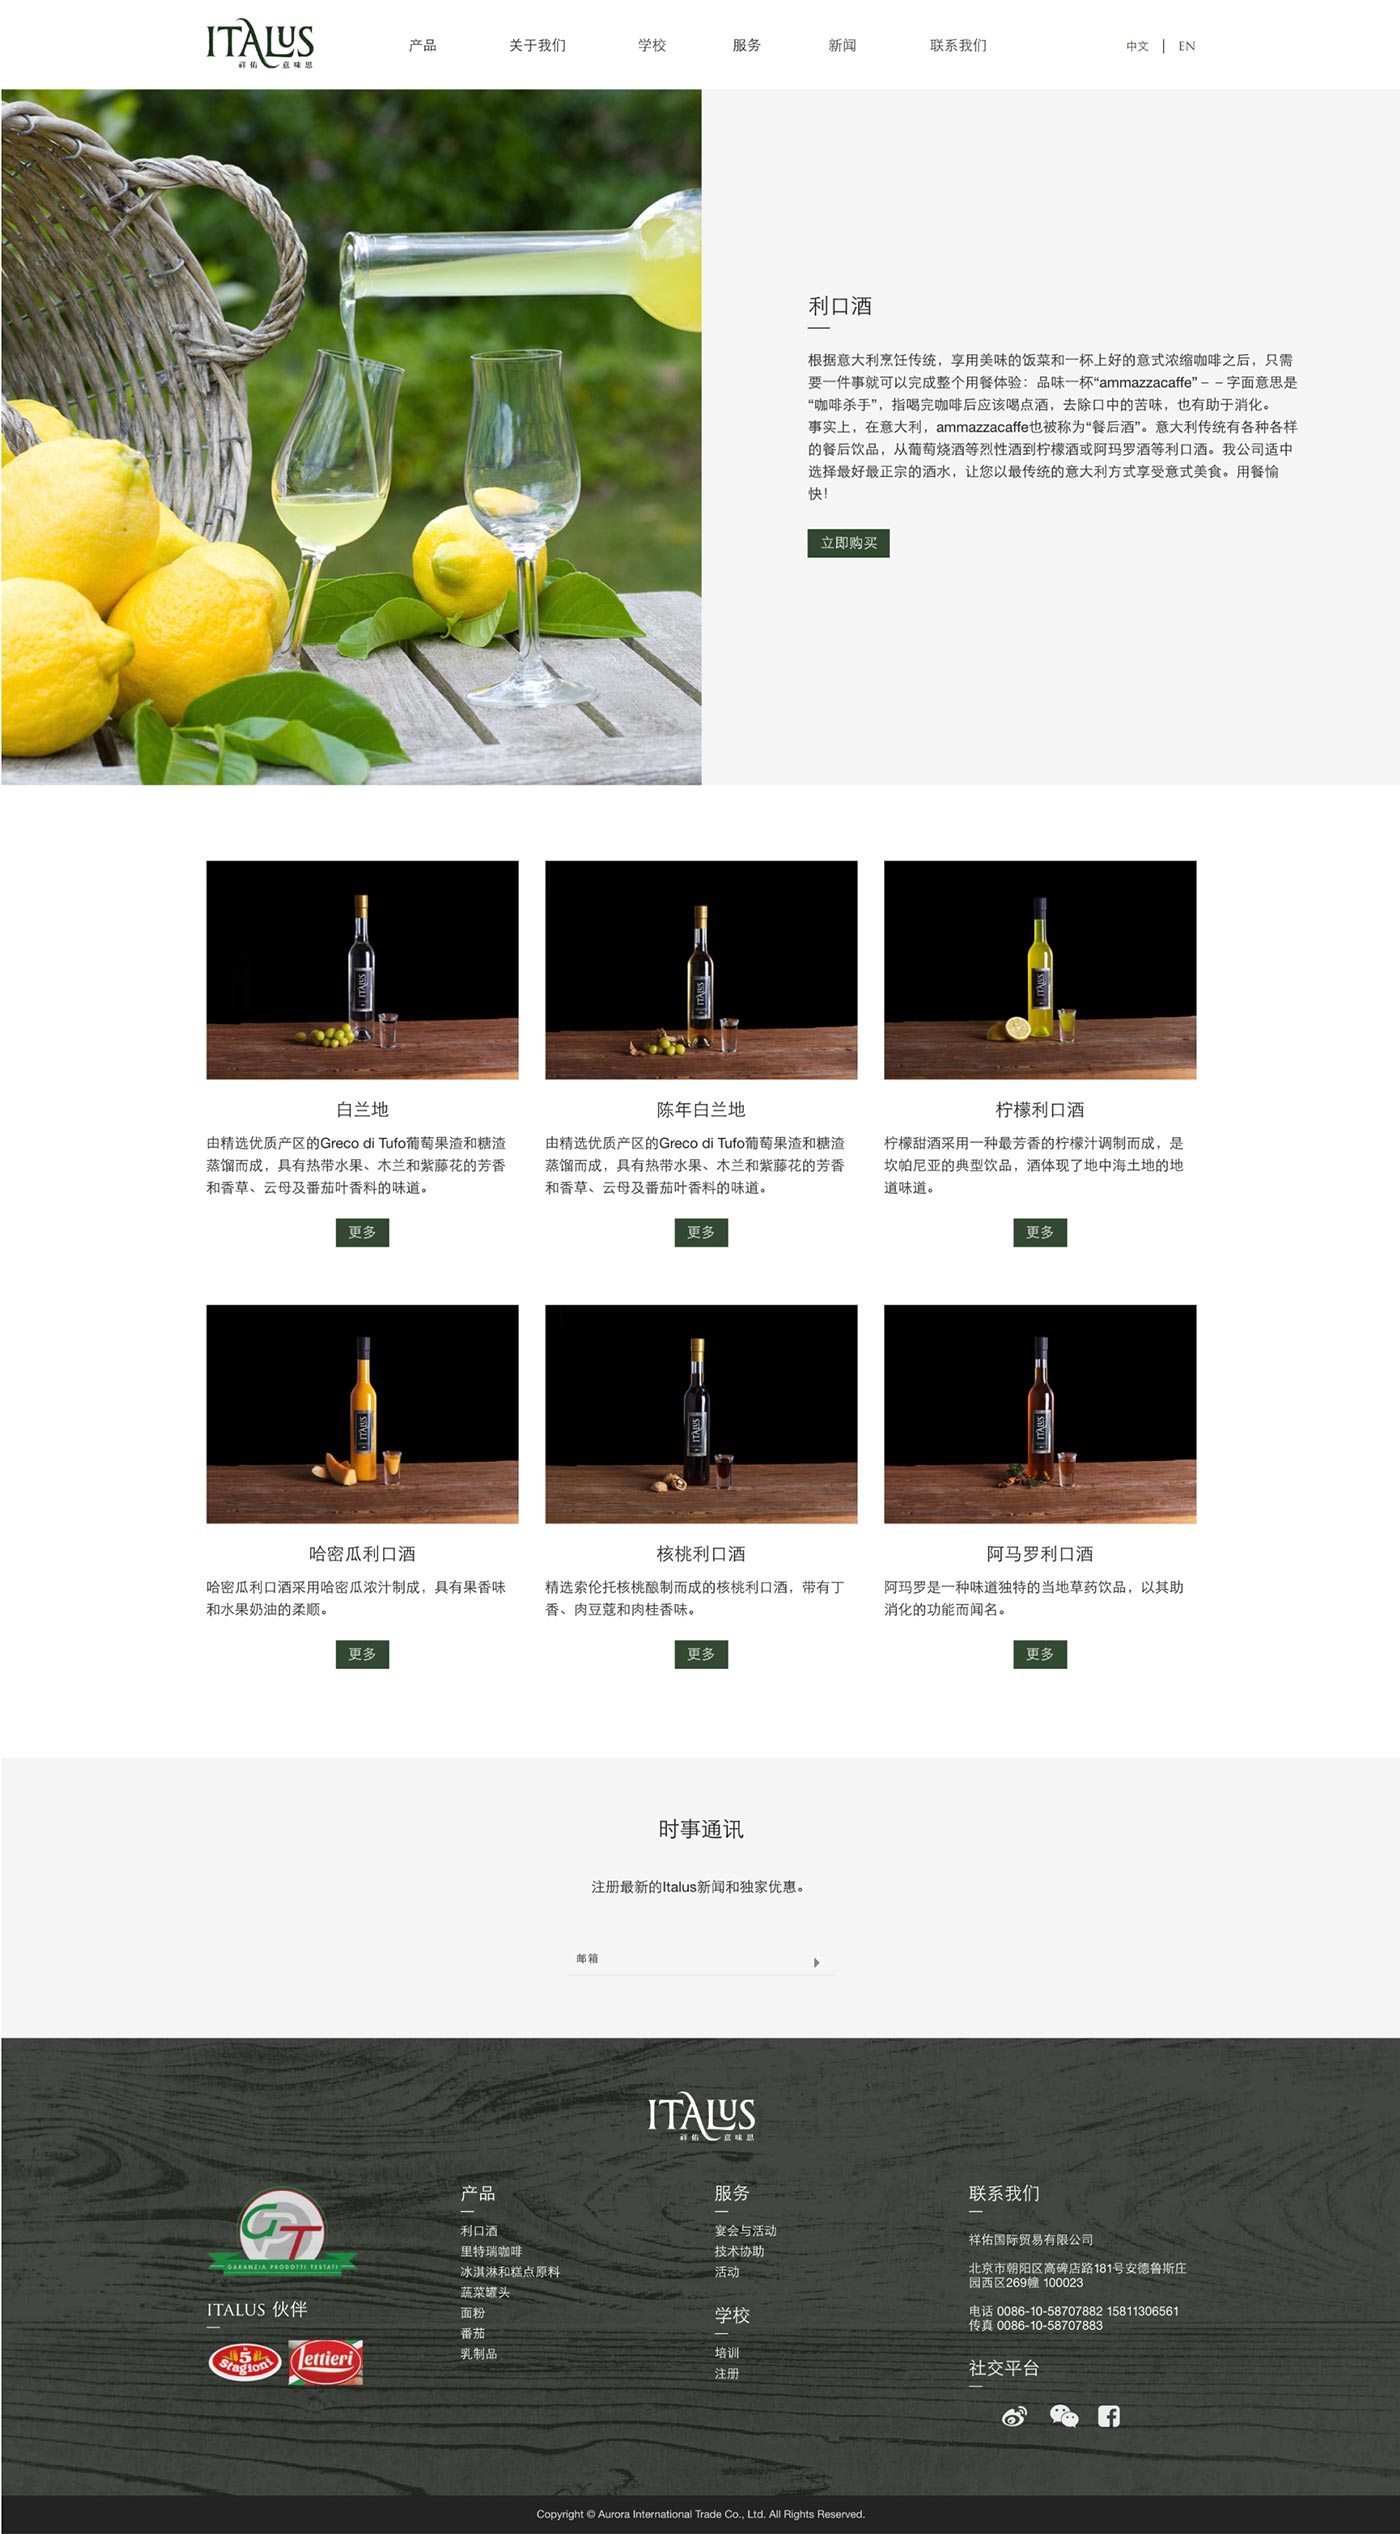 ITALUS
祥佑 意味思
产品 关于我们 学校 服务 新闻 联系我们 中文 | EN
利口酒
根据意大利烹饪传统，享用美味的饭菜和一杯上好的意式浓缩咖啡之后，只需
要一件事就可以完成整个用餐体验：品味一杯“ammazzacaffe”－－字面意思是
“咖啡杀手”，指喝完咖啡后应该喝点酒，去除口中的苦味，也有助于消化。
事实上，在意大利，ammazzacaffe也被称为“餐后酒”。意大利传统有各种各样
的餐后饮品，从葡萄烧酒等烈性酒到柠檬酒或阿玛罗酒等利口酒。我公司适中
选择最好最正宗的酒水，让您以最传统的意大利方式享受意式美食。用餐愉
快！
立即购买
ITALUS
ITALUS
ITALUS
白兰地
由精选优质产区的Greco di Tufo葡萄果渣和糖渣
蒸馏而成，具有热带水果、木兰和紫藤花的芳香
和香草、云母及番茄叶香料的味道。
更多
陈年白兰地
由精选优质产区的Greco di Tufo葡萄果渣和糖渣
蒸馏而成，具有热带水果、木兰和紫藤花的芳香
和香草、云母及番茄叶香料的味道。
更多
柠檬利口酒
柠檬甜酒采用一种最芳香的柠檬汁调制而成，是
坎帕尼亚的典型饮品，酒体现了地中海土地的地
道味道。
更多
ITALUS
ITALUS
ITALUS
哈密瓜利口酒
哈密瓜利口酒采用哈密瓜浓汁制成，具有果香味
和水果奶油的柔顺。
更多
核桃利口酒
精选索伦托核桃酿制而成的核桃利口酒，带有丁
香、肉豆蔻和肉桂香味。
更多
阿马罗利口酒
阿玛罗是一种味道独特的当地草药饮品，以其助
消化的功能而闻名。
更多
时事通讯
注册最新的Italus新闻和独家优惠。
邮箱
ITALUS
祥佑 意味思
GPT
GARANZIA PRODOTTI TESTATI
ITALUS 伙伴
le 5 Stagioni
Lettieri
产品
利口酒
里特瑞咖啡
冰淇淋和糕点原料
蔬菜罐头
面粉
番茄
乳制品
服务
宴会与活动
技术协助
活动
学校
培训
注册
联系我们
祥佑国际贸易有限公司
北京市朝阳区高碑店路181号安德鲁斯庄
园西区269幢 100023
电话 0086-10-58707882 15811306561
传真 0086-10-58707883
社交平台
Copyright © Aurora International Trade Co., Ltd. All Rights Reserved.